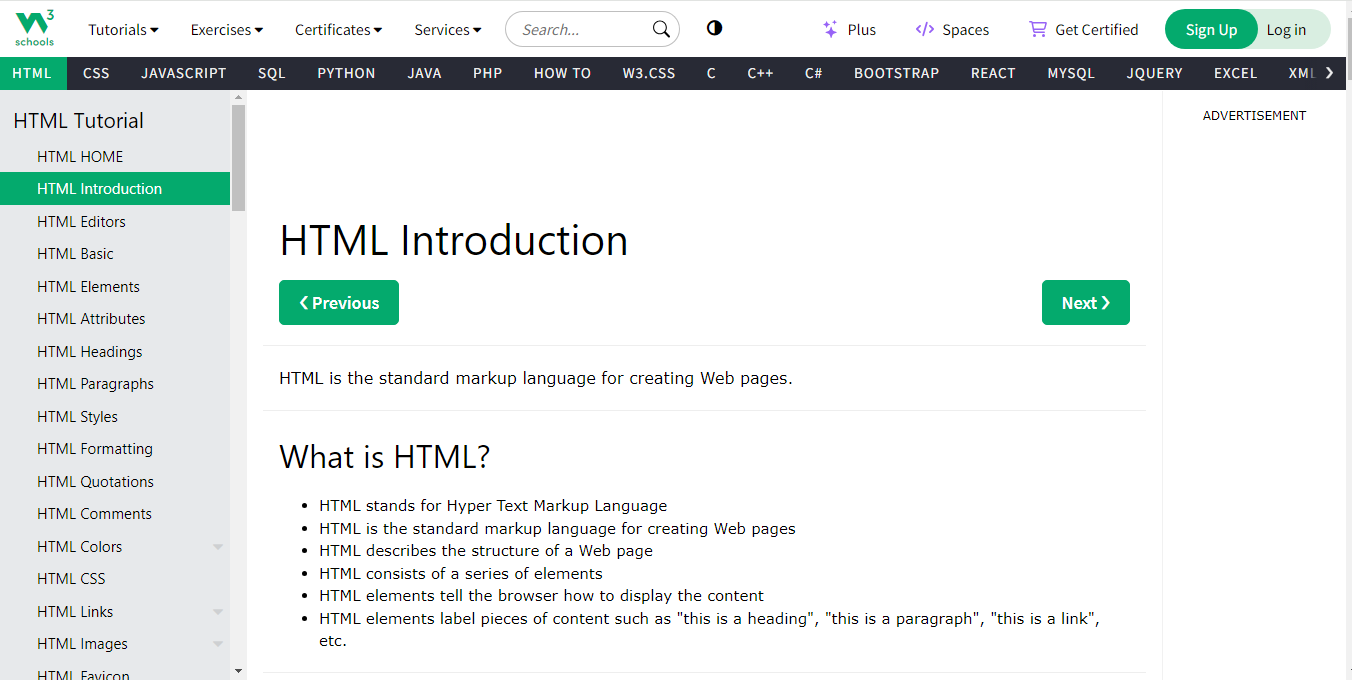 W3
schools
Tutorials
Exercises
Certificates
Services
Search...
Plus
Spaces
Get Certified
Sign Up
Log in
HTML
CSS
JAVASCRIPT
SQL
PYTHON
JAVA
PHP
HOW TO
W3.CSS
C
C++
C#
BOOTSTRAP
REACT
MYSQL
JQUERY
EXCEL
XML
HTML Tutorial
HTML HOME
HTML Introduction
HTML Editors
HTML Basic
HTML Elements
HTML Attributes
HTML Headings
HTML Paragraphs
HTML Styles
HTML Formatting
HTML Quotations
HTML Comments
HTML Colors
HTML CSS
HTML Links
HTML Images
HTML Favicon
HTML Introduction
❮ Previous
Next ❯
HTML is the standard markup language for creating Web pages.
What is HTML?
• HTML stands for Hyper Text Markup Language
• HTML is the standard markup language for creating Web pages
• HTML describes the structure of a Web page
• HTML consists of a series of elements
• HTML elements tell the browser how to display the content
• HTML elements label pieces of content such as "this is a heading", "this is a paragraph", "this is a link",
etc.
ADVERTISEMENT